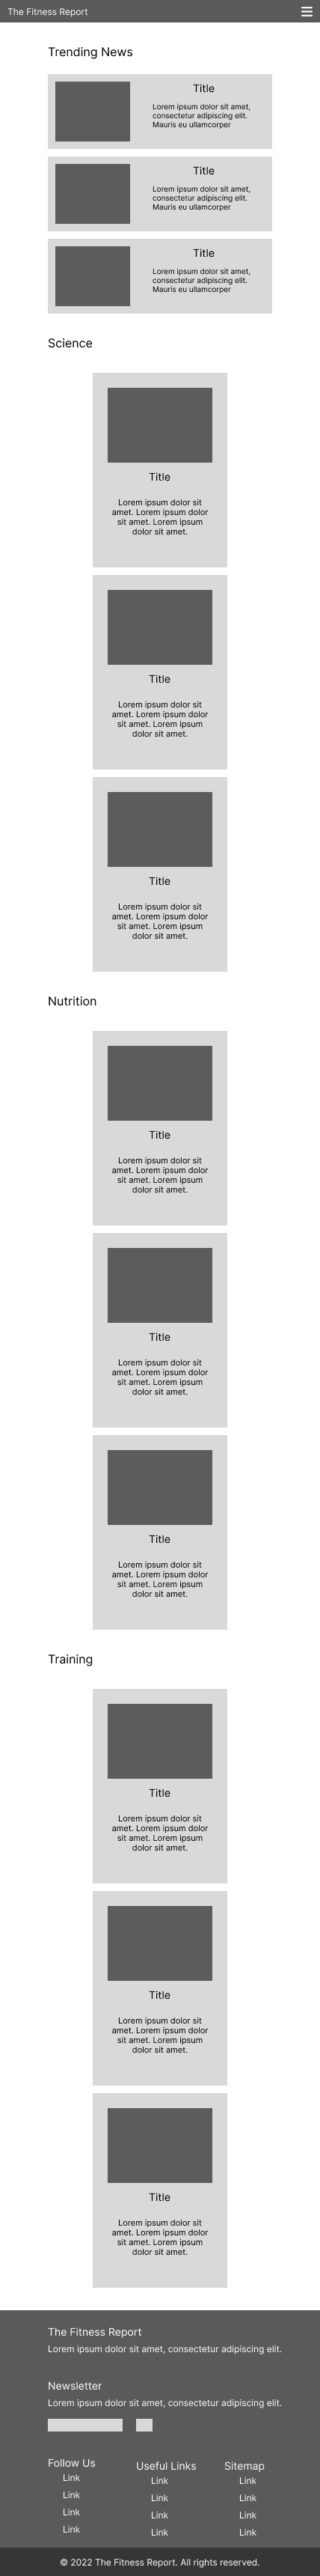 The Fitness Report
Trending News
Title
Lorem ipsum dolor sit amet,
consectetur adipiscing elit.
Mauris eu ullamcorper
Title
Lorem ipsum dolor sit amet,
consectetur adipiscing elit.
Mauris eu ullamcorper
Title
Lorem ipsum dolor sit amet,
consectetur adipiscing elit.
Mauris eu ullamcorper
Science
Title
Lorem ipsum dolor sit
amet. Lorem ipsum dolor
sit amet. Lorem ipsum
dolor sit amet.
Title
Lorem ipsum dolor sit
amet. Lorem ipsum dolor
sit amet. Lorem ipsum
dolor sit amet.
Title
Lorem ipsum dolor sit
amet. Lorem ipsum dolor
sit amet. Lorem ipsum
dolor sit amet.
Nutrition
Title
Lorem ipsum dolor sit
amet. Lorem ipsum dolor
sit amet. Lorem ipsum
dolor sit amet.
Title
Lorem ipsum dolor sit
amet. Lorem ipsum dolor
sit amet. Lorem ipsum
dolor sit amet.
Title
Lorem ipsum dolor sit
amet. Lorem ipsum dolor
sit amet. Lorem ipsum
dolor sit amet.
Training
Title
Lorem ipsum dolor sit
amet. Lorem ipsum dolor
sit amet. Lorem ipsum
dolor sit amet.
Title
Lorem ipsum dolor sit
amet. Lorem ipsum dolor
sit amet. Lorem ipsum
dolor sit amet.
Title
Lorem ipsum dolor sit
amet. Lorem ipsum dolor
sit amet. Lorem ipsum
dolor sit amet.
The Fitness Report
Lorem ipsum dolor sit amet, consectetur adipiscing elit.
Newsletter
Lorem ipsum dolor sit amet, consectetur adipiscing elit.
Follow Us
Link
Link
Link
Link
Useful Links
Link
Link
Link
Link
Sitemap
Link
Link
Link
Link
© 2022 The Fitness Report. All rights reserved.